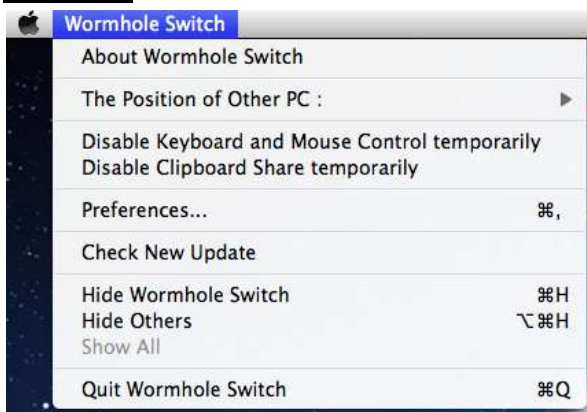 Wormhole Switch
About Wormhole Switch
The Position of Other PC :
Disable Keyboard and Mouse Control temporarily
Disable Clipboard Share temporarily
Preferences... ⌘,
Check New Update
Hide Wormhole Switch ⌘H
Hide Others ⌥⌘H
Show All
Quit Wormhole Switch ⌘Q